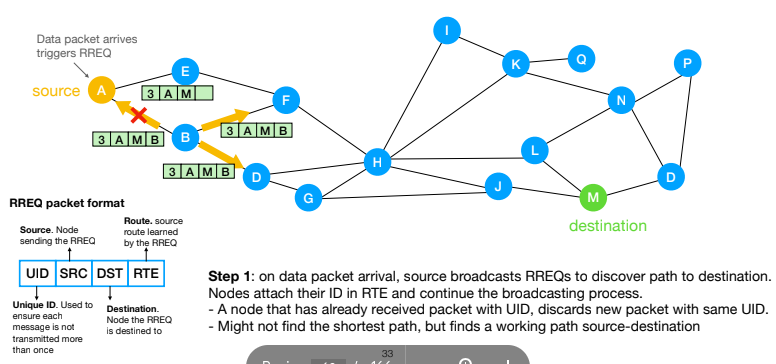 Data packet arrives
triggers RREQ
source
A
E
3 A M
F
I
K
Q
P
N
3 A M B
B
3 A M B
3 A M B
D
H
L
G
J
M
D
destination
RREQ packet format
Source. Node
sending the RREQ
Route. source
route learned
by the RREQ
UID SRC DST RTE
Unique ID. Used to
ensure each
message is not
transmitted more
than once
Destination.
Node the RREQ
is destined to
Step 1: on data packet arrival, source broadcasts RREQs to discover path to destination.
Nodes attach their ID in RTE and continue the broadcasting process.
- A node that has already received packet with UID, discards new packet with same UID.
- Might not find the shortest path, but finds a working path source-destination
33